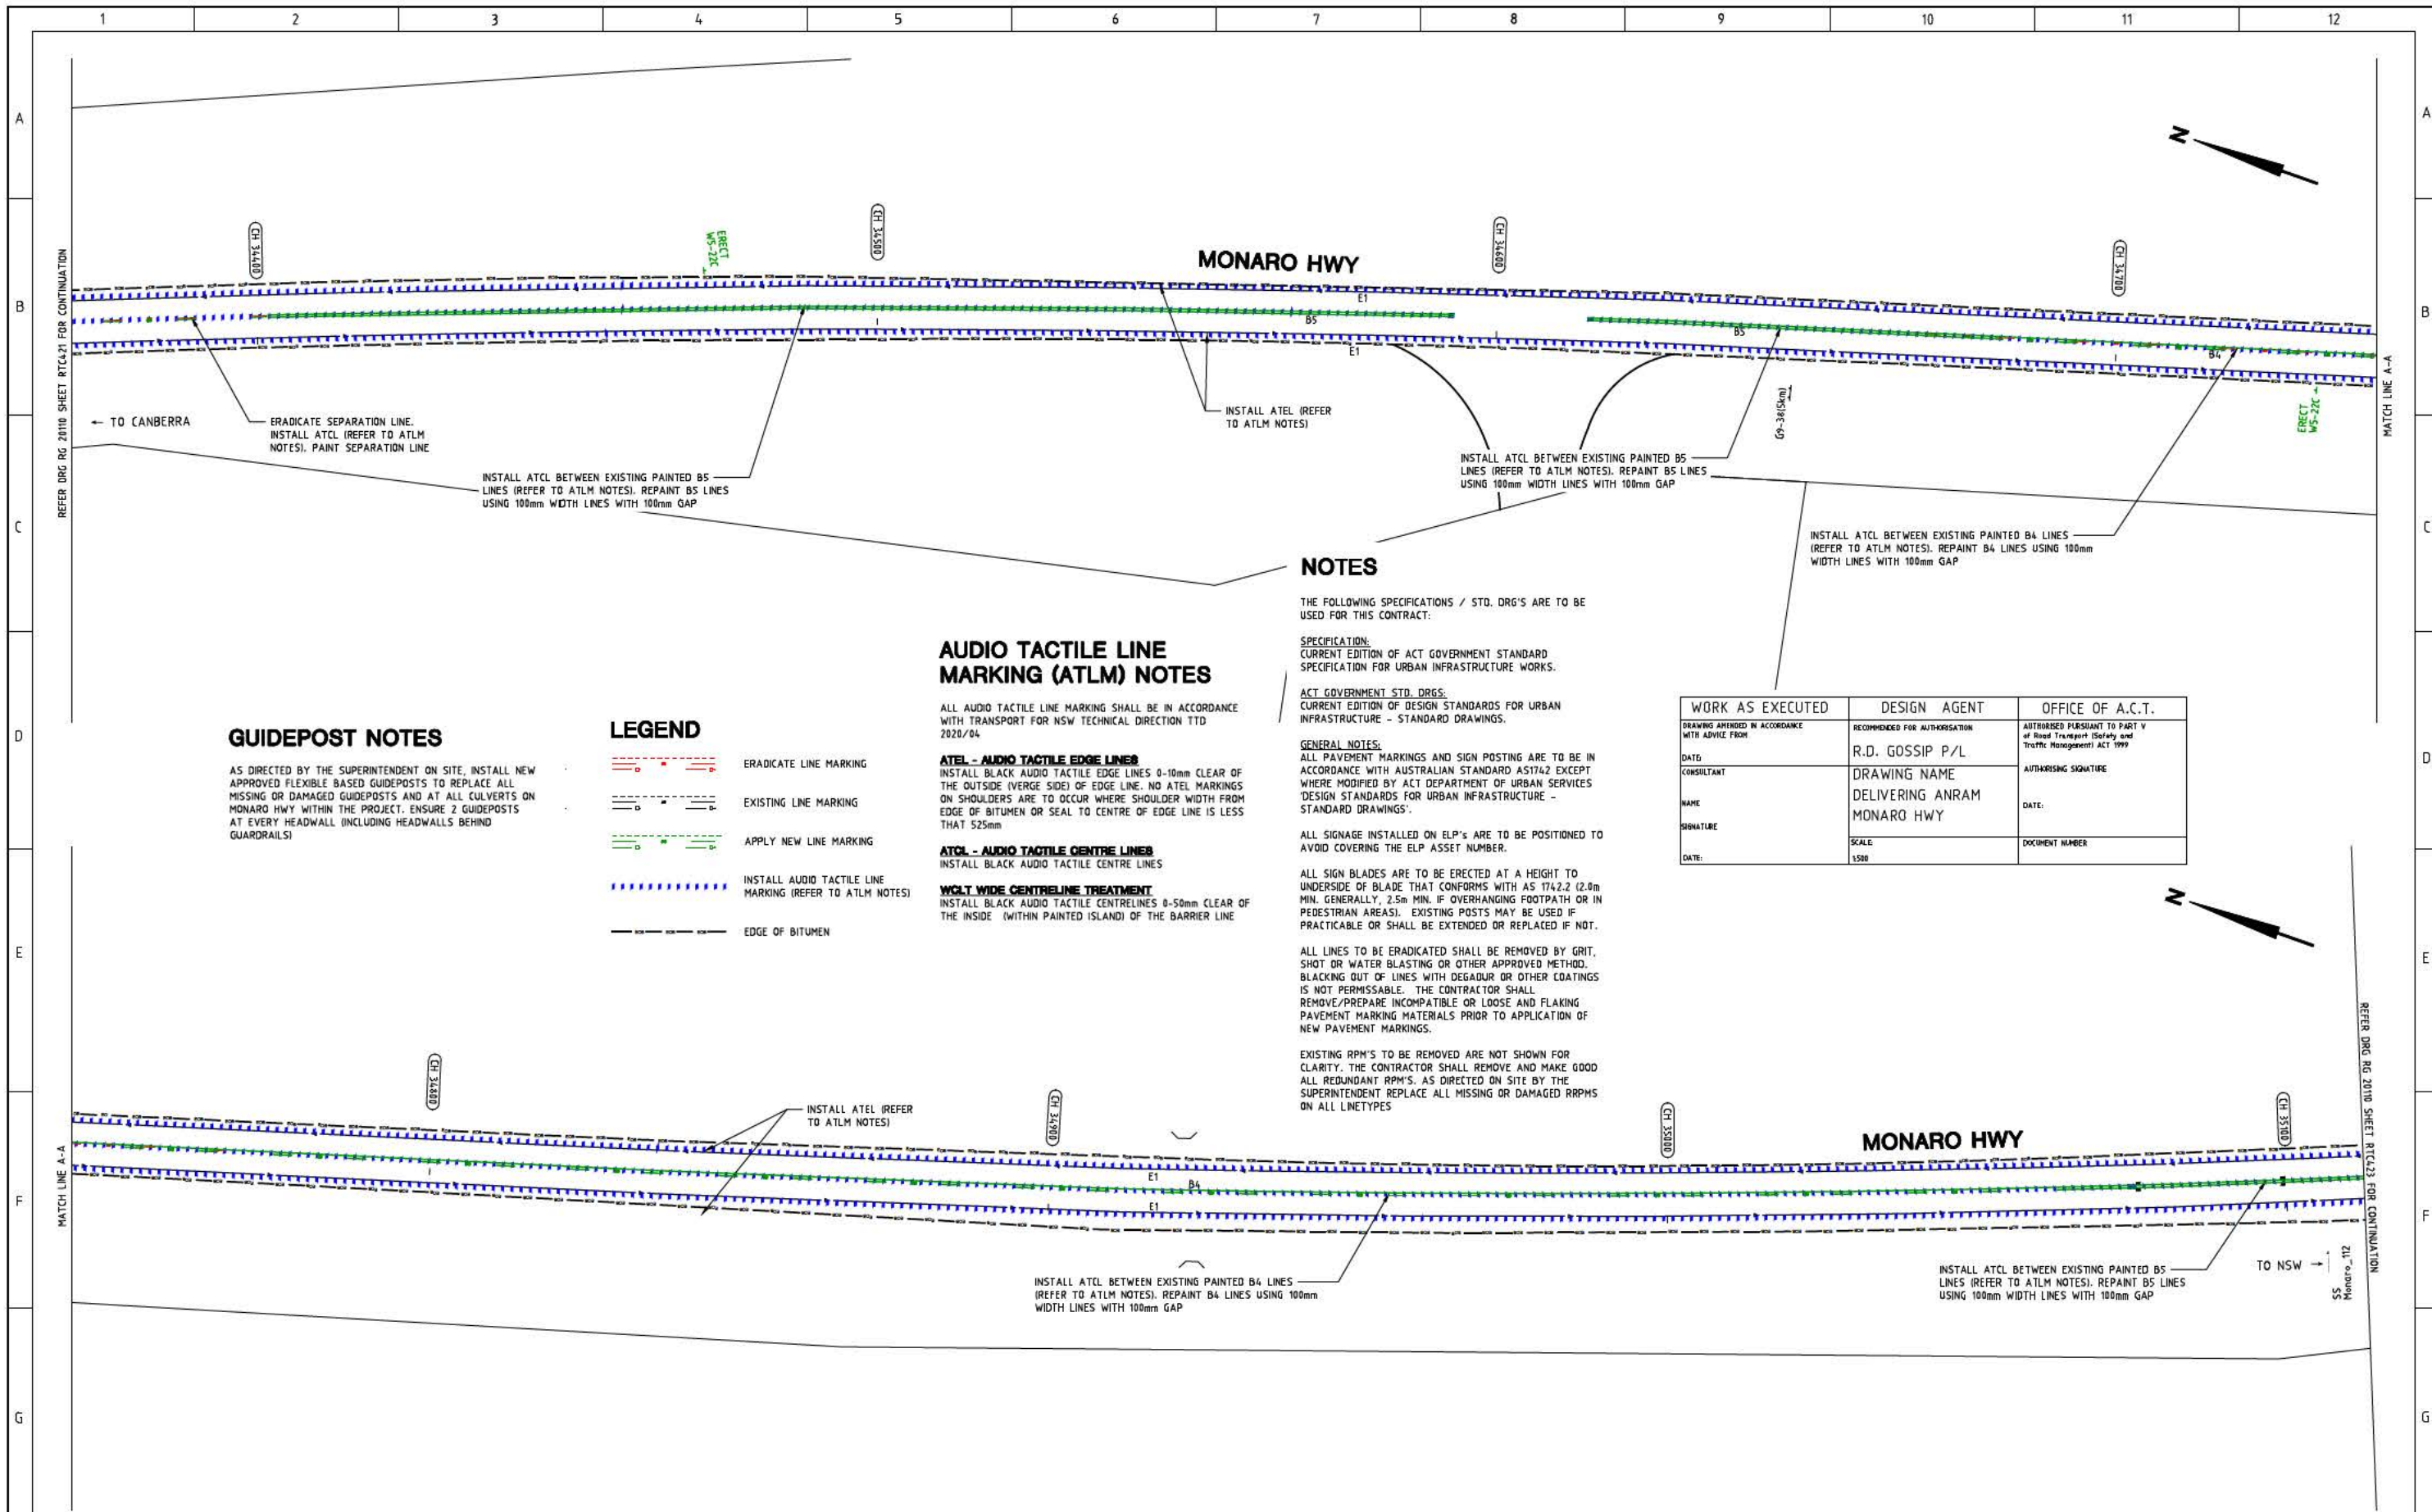 1 2 3 4 5 6 7 8 9 10 11 12
A
A
B
B
C
C
D
D
E
E
F
F
G
G
REFER DRG RG 20110 SHEET RTC421 FOR CONTINUATION
CH 34400
ERECT
WS-22C
CH 34500
MONARO HWY
CH 34600
CH 34700
N
E1
B5
E1
B5
B4
MATCH LINE A-A
← TO CANBERRA
ERADICATE SEPARATION LINE.
INSTALL ATCL (REFER TO ATLM
NOTES). PAINT SEPARATION LINE
INSTALL ATCL BETWEEN EXISTING PAINTED B5
LINES (REFER TO ATLM NOTES). REPAINT B5 LINES
USING 100mm WIDTH LINES WITH 100mm GAP
INSTALL ATEL (REFER
TO ATLM NOTES)
INSTALL ATCL BETWEEN EXISTING PAINTED B5
LINES (REFER TO ATLM NOTES). REPAINT B5 LINES
USING 100mm WIDTH LINES WITH 100mm GAP
G9-38(5km)
ERECT
WS-22C
INSTALL ATCL BETWEEN EXISTING PAINTED B4 LINES
(REFER TO ATLM NOTES). REPAINT B4 LINES USING 100mm
WIDTH LINES WITH 100mm GAP
GUIDEPOST NOTES
AS DIRECTED BY THE SUPERINTENDENT ON SITE, INSTALL NEW
APPROVED FLEXIBLE BASED GUIDEPOSTS TO REPLACE ALL
MISSING OR DAMAGED GUIDEPOSTS AND AT ALL CULVERTS ON
MONARO HWY WITHIN THE PROJECT. ENSURE 2 GUIDEPOSTS
AT EVERY HEADWALL (INCLUDING HEADWALLS BEHIND
GUARDRAILS)
LEGEND
ERADICATE LINE MARKING
EXISTING LINE MARKING
APPLY NEW LINE MARKING
INSTALL AUDIO TACTILE LINE
MARKING (REFER TO ATLM NOTES)
EDGE OF BITUMEN
AUDIO TACTILE LINE
MARKING (ATLM) NOTES
ALL AUDIO TACTILE LINE MARKING SHALL BE IN ACCORDANCE
WITH TRANSPORT FOR NSW TECHNICAL DIRECTION TTD
2020/04
ATEL - AUDIO TACTILE EDGE LINES
INSTALL BLACK AUDIO TACTILE EDGE LINES 0-10mm CLEAR OF
THE OUTSIDE (VERGE SIDE) OF EDGE LINE. NO ATEL MARKINGS
ON SHOULDERS ARE TO OCCUR WHERE SHOULDER WIDTH FROM
EDGE OF BITUMEN OR SEAL TO CENTRE OF EDGE LINE IS LESS
THAT 525mm
ATCL - AUDIO TACTILE CENTRE LINES
INSTALL BLACK AUDIO TACTILE CENTRE LINES
WCLT WIDE CENTRELINE TREATMENT
INSTALL BLACK AUDIO TACTILE CENTRELINES 0-50mm CLEAR OF
THE INSIDE (WITHIN PAINTED ISLAND) OF THE BARRIER LINE
NOTES
THE FOLLOWING SPECIFICATIONS / STD. DRG'S ARE TO BE
USED FOR THIS CONTRACT:
SPECIFICATION:
CURRENT EDITION OF ACT GOVERNMENT STANDARD
SPECIFICATION FOR URBAN INFRASTRUCTURE WORKS.
ACT GOVERNMENT STD. DRGS:
CURRENT EDITION OF DESIGN STANDARDS FOR URBAN
INFRASTRUCTURE - STANDARD DRAWINGS.
GENERAL NOTES:
ALL PAVEMENT MARKINGS AND SIGN POSTING ARE TO BE IN
ACCORDANCE WITH AUSTRALIAN STANDARD AS1742 EXCEPT
WHERE MODIFIED BY ACT DEPARTMENT OF URBAN SERVICES
'DESIGN STANDARDS FOR URBAN INFRASTRUCTURE -
STANDARD DRAWINGS'.
ALL SIGNAGE INSTALLED ON ELP's ARE TO BE POSITIONED TO
AVOID COVERING THE ELP ASSET NUMBER.
ALL SIGN BLADES ARE TO BE ERECTED AT A HEIGHT TO
UNDERSIDE OF BLADE THAT CONFORMS WITH AS 1742.2 (2.0m
MIN. GENERALLY, 2.5m MIN. IF OVERHANGING FOOTPATH OR IN
PEDESTRIAN AREAS). EXISTING POSTS MAY BE USED IF
PRACTICABLE OR SHALL BE EXTENDED OR REPLACED IF NOT.
ALL LINES TO BE ERADICATED SHALL BE REMOVED BY GRIT,
SHOT OR WATER BLASTING OR OTHER APPROVED METHOD.
BLACKING OUT OF LINES WITH DEGADUR OR OTHER COATINGS
IS NOT PERMISSABLE. THE CONTRACTOR SHALL
REMOVE/PREPARE INCOMPATIBLE OR LOOSE AND FLAKING
PAVEMENT MARKING MATERIALS PRIOR TO APPLICATION OF
NEW PAVEMENT MARKINGS.
EXISTING RPM'S TO BE REMOVED ARE NOT SHOWN FOR
CLARITY. THE CONTRACTOR SHALL REMOVE AND MAKE GOOD
ALL REDUNDANT RPM'S. AS DIRECTED ON SITE BY THE
SUPERINTENDENT REPLACE ALL MISSING OR DAMAGED RRPMS
ON ALL LINETYPES
WORK AS EXECUTED
DRAWING AMENDED IN ACCORDANCE
WITH ADVICE FROM
DATE:
CONSULTANT
NAME
SIGNATURE
DATE:
DESIGN AGENT
RECOMMENDED FOR AUTHORISATION
R.D. GOSSIP P/L
DRAWING NAME
DELIVERING ANRAM
MONARO HWY
SCALE:
1:500
OFFICE OF A.C.T.
AUTHORISED PURSUANT TO PART V
of Road Transport (Safety and
Traffic Management) ACT 1999
AUTHORISING SIGNATURE
DATE:
DOCUMENT NUMBER
N
MATCH LINE A-A
CH 34800
INSTALL ATEL (REFER
TO ATLM NOTES)
CH 34900
CH 35000
MONARO HWY
CH 35100
REFER DRG RG 20110 SHEET RTC423 FOR CONTINUATION
E1
B4
E1
INSTALL ATCL BETWEEN EXISTING PAINTED B4 LINES
(REFER TO ATLM NOTES). REPAINT B4 LINES USING 100mm
WIDTH LINES WITH 100mm GAP
INSTALL ATCL BETWEEN EXISTING PAINTED B5
LINES (REFER TO ATLM NOTES). REPAINT B5 LINES
USING 100mm WIDTH LINES WITH 100mm GAP
TO NSW →
SS
Monaro_112